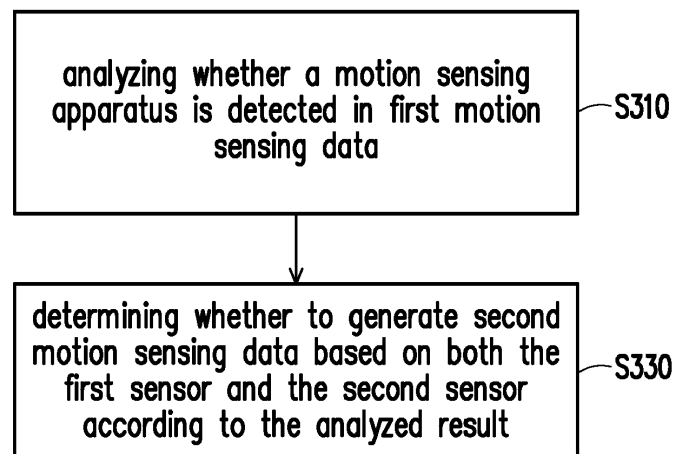 analyzing whether a motion sensing
apparatus is detected in first motion
sensing data
S310
determining whether to generate second
motion sensing data based on both the
first sensor and the second sensor
according to the analyzed result
S330